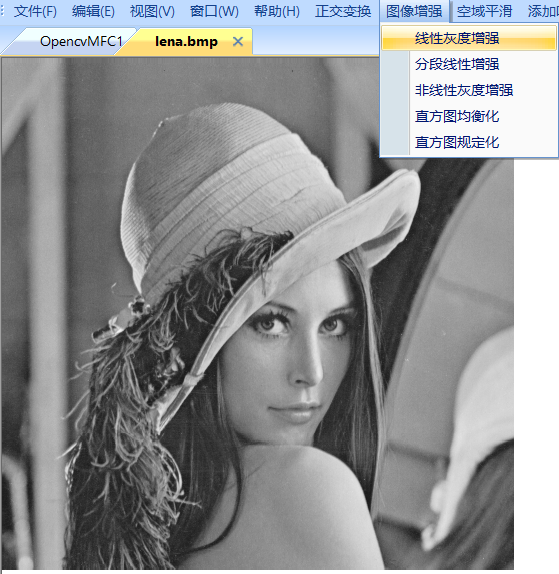 文件(F) 编辑(E) 视图(V) 窗口(W) 帮助(H) 正交变换 图像增强 空域平滑 添加
OpencvMFC1 lena.bmp
线性灰度增强
分段线性增强
非线性灰度增强
直方图均衡化
直方图规定化